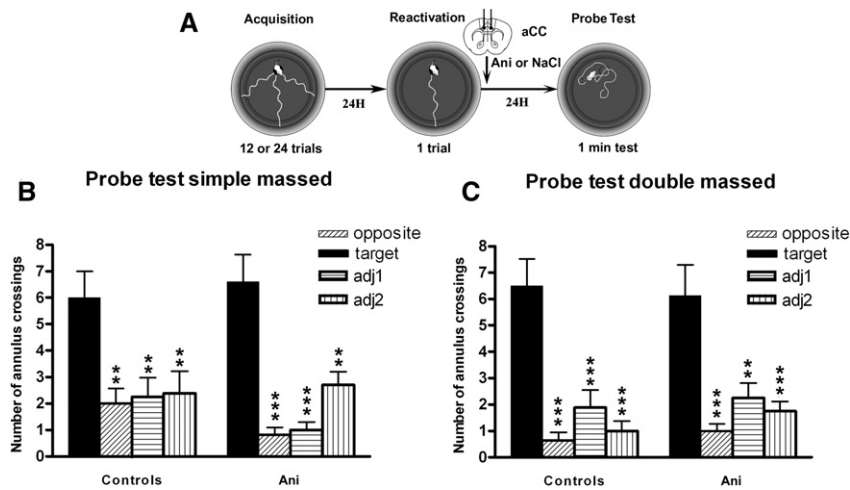 A
Acquisition
Reactivation
Probe Test
aCC
Ani or NaCl
24H
24H
12 or 24 trials
1 trial
1 min test
B
Probe test simple massed
opposite
target
adj1
adj2
Number of annulus crossings
8
7
6
5
4
3
2
1
0
**
**
**
***
***
**
Controls
Ani
C
Probe test double massed
opposite
target
adj1
adj2
Number of annulus crossings
8
7
6
5
4
3
2
1
0
***
***
***
***
**
***
Controls
Ani